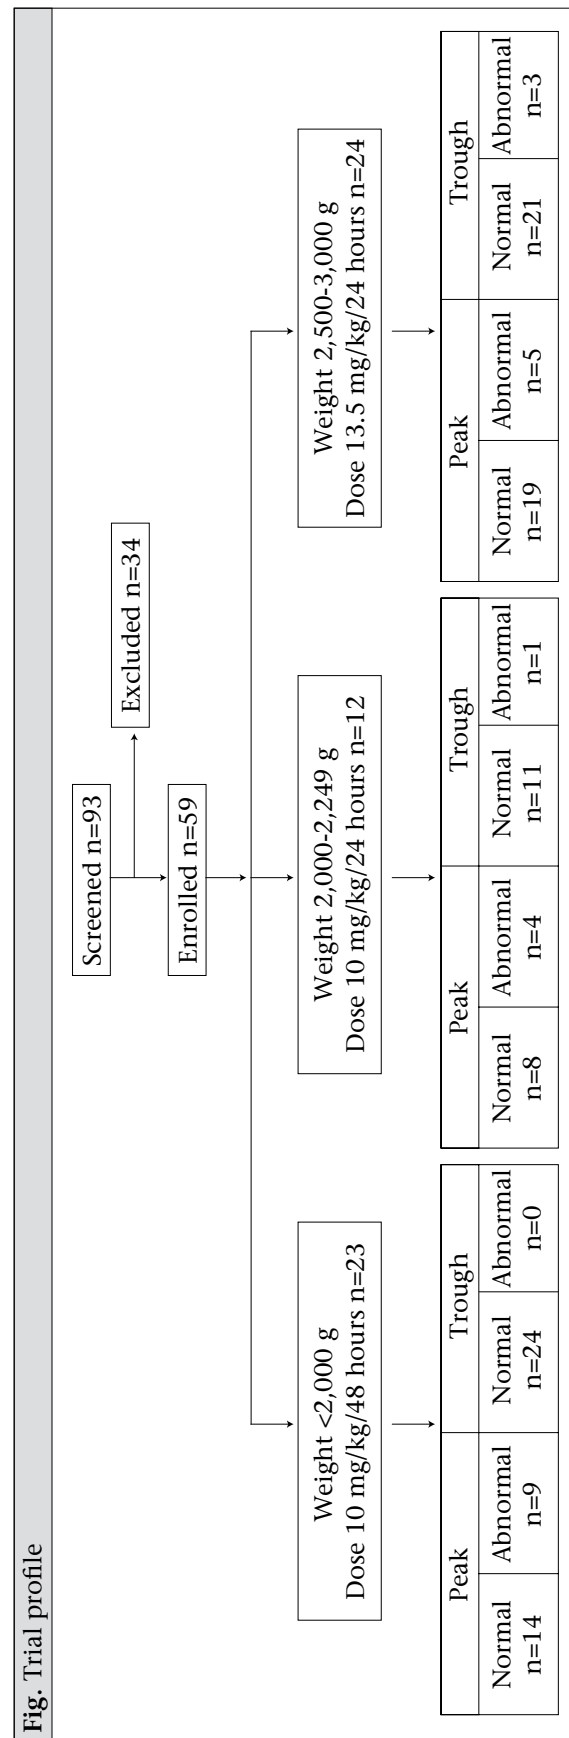 Fig. Trial profile
Screened n=93
Excluded n=34
Enrolled n=59
Weight <2,000 g
Dose 10 mg/kg/48 hours n=23
Weight 2,000-2,249 g
Dose 10 mg/kg/24 hours n=12
Weight 2,500-3,000 g
Dose 13.5 mg/kg/24 hours n=24
Peak Trough
Normal Abnormal Normal Abnormal
n=14 n=9 n=24 n=0
Peak Trough
Normal Abnormal Normal Abnormal
n=8 n=4 n=11 n=1
Peak Trough
Normal Abnormal Normal Abnormal
n=19 n=5 n=21 n=3